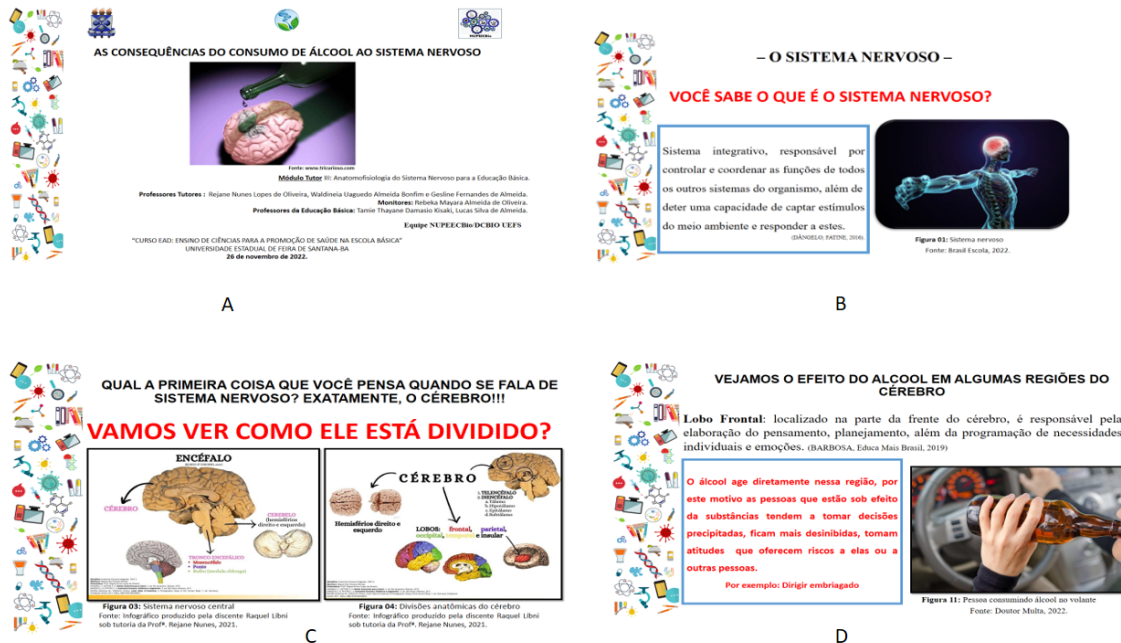 NUPEECBio
AS CONSEQUÊNCIAS DO CONSUMO DE ÁLCOOL AO SISTEMA NERVOSO
Fonte: www.tricurioso.com
Módulo Tutor III: Anatomofisiologia do Sistema Nervoso para a Educação Básica.
Professores Tutores : Rejane Nunes Lopes de Oliveira, Waldineia Uaguedo Almeida Bonfim e Gesline Fernandes de Almeida.
Monitores: Rebeka Mayara Almeida de Oliveira.
Professores da Educação Básica: Tamie Thayane Damasio Kisaki, Lucas Silva de Almeida.
Equipe NUPEECBio/DCBIO UEFS
"CURSO EAD: ENSINO DE CIÊNCIAS PARA A PROMOÇÃO DE SAÚDE NA ESCOLA BÁSICA"
UNIVERSIDADE ESTADUAL DE FEIRA DE SANTANA-BA
26 de novembro de 2022.
A
– O SISTEMA NERVOSO –
VOCÊ SABE O QUE É O SISTEMA NERVOSO?
Sistema integrativo, responsável por
controlar e coordenar as funções de todos
os outros sistemas do organismo, além de
deter uma capacidade de captar estímulos
do meio ambiente e responder a estes.
Figura 01: Sistema nervoso
Fonte: Brasil Escola, 2022.
B
QUAL A PRIMEIRA COISA QUE VOCÊ PENSA QUANDO SE FALA DE
SISTEMA NERVOSO? EXATAMENTE, O CÉREBRO!!!
VAMOS VER COMO ELE ESTÁ DIVIDIDO?
ENCÉFALO
CÉREBRO
CEREBELO
(hemisférios
direito e esquerdo)
TRONCO ENCEFÁLICO
Mesencéfalo
Ponte
CÉREBRO
1. TELENCÉFALO
2. DIENCÉFALO
Hemisférios direito e
esquerdo
LOBOS: frontal, parietal,
occipital, temporal e insular
Figura 03: Sistema nervoso central
Fonte: Infográfico produzido pela discente Raquel Libni
sob tutoria da Profª. Rejane Nunes, 2021.
Figura 04: Divisões anatômicas do cérebro
Fonte: Infográfico produzido pela discente Raquel Libni
sob tutoria da Profª. Rejane Nunes, 2021.
C
VEJAMOS O EFEITO DO ALCOOL EM ALGUMAS REGIÕES DO
CÉREBRO
Lobo Frontal: localizado na parte da frente do cérebro, é responsável pela
elaboração do pensamento, planejamento, além da programação de necessidades
individuais e emoções. (BARBOSA, Educa Mais Brasil, 2019)
O álcool age diretamente nessa região, por
este motivo as pessoas que estão sob efeito
da substâncias tendem a tomar decisões
precipitadas, ficam mais desinibidas, tomam
atitudes que oferecem riscos a elas ou a
outras pessoas.
Por exemplo: Dirigir embriagado
Figura 11: Pessoa consumindo álcool no volante
Fonte: Doutor Multa, 2022.
D